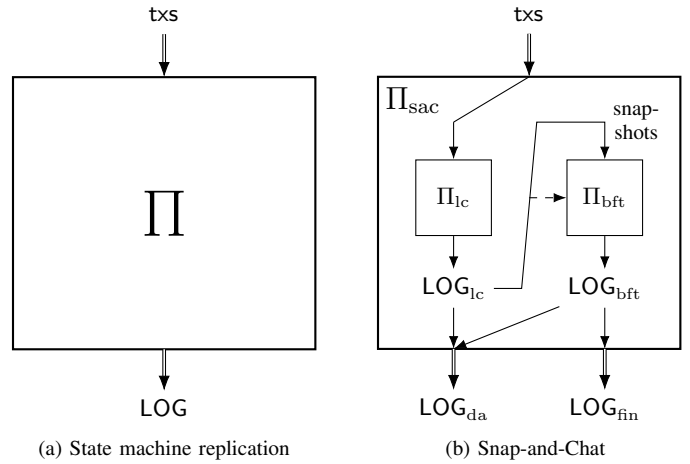 txs
Π
LOG
(a) State machine replication
txs
Π_sac
snap-
shots
Π_lc
Π_bft
LOG_lc
LOG_bft
LOG_da
LOG_fin
(b) Snap-and-Chat